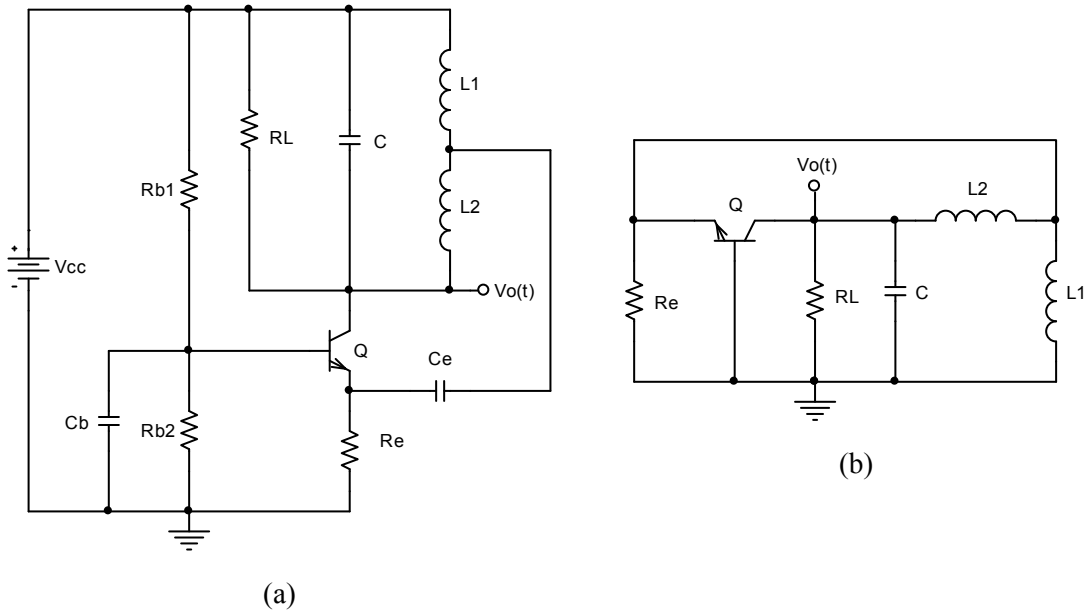 L1
RL
C
Rb1
L2
+
Vcc
-
Vo(t)
Q
Ce
Cb
Rb2
Re
(a)
Vo(t)
L2
Q
Re
RL
C
L1
(b)